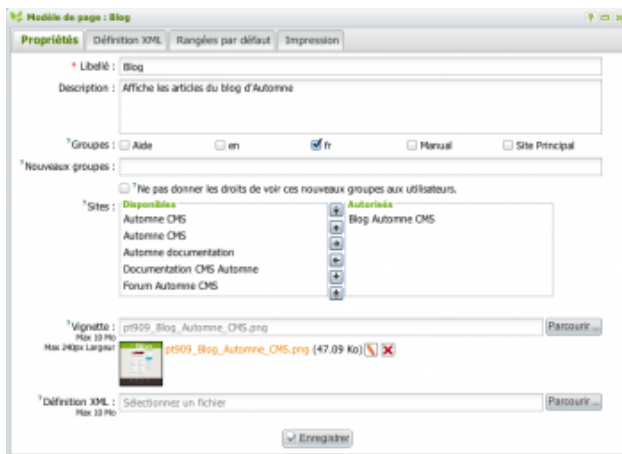 Modèle de page : Blog
Propriétés Définition XML Rangées par défaut Impression
* Libellé : Blog
Description : Affiche les articles du blog d'Automne
?Groupes : Aide en fr Manual Site Principal
?Nouveaux groupes :
?Ne pas donner les droits de voir ces nouveaux groupes aux utilisateurs.
?Sites : Disponibles Autorisés
Automne CMS Blog Automne CMS
Automne CMS
Automne documentation
Documentation CMS Automne
Forum Automne CMS
?Vignette : pt909_Blog_Automne_CMS.png Parcourir ...
Max 10 Mo
Max 240px Largeur
pt909_Blog_Automne_CMS.png (47.09 Ko)
?Définition XML : Sélectionnez un fichier Parcourir ...
Max 10 Mo
Enregistrer